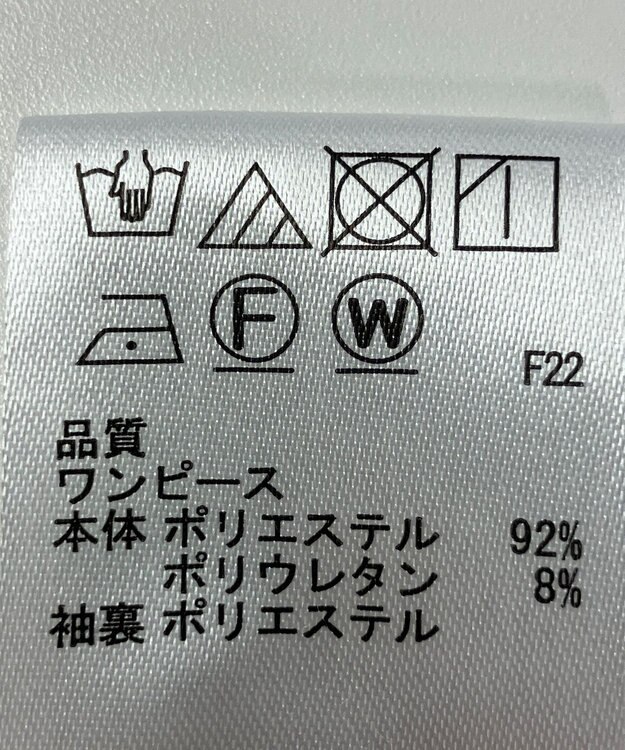 F W
F22
品質
ワンピース
本体 ポリエステル 92%
ポリウレタン 8%
袖裏 ポリエステル